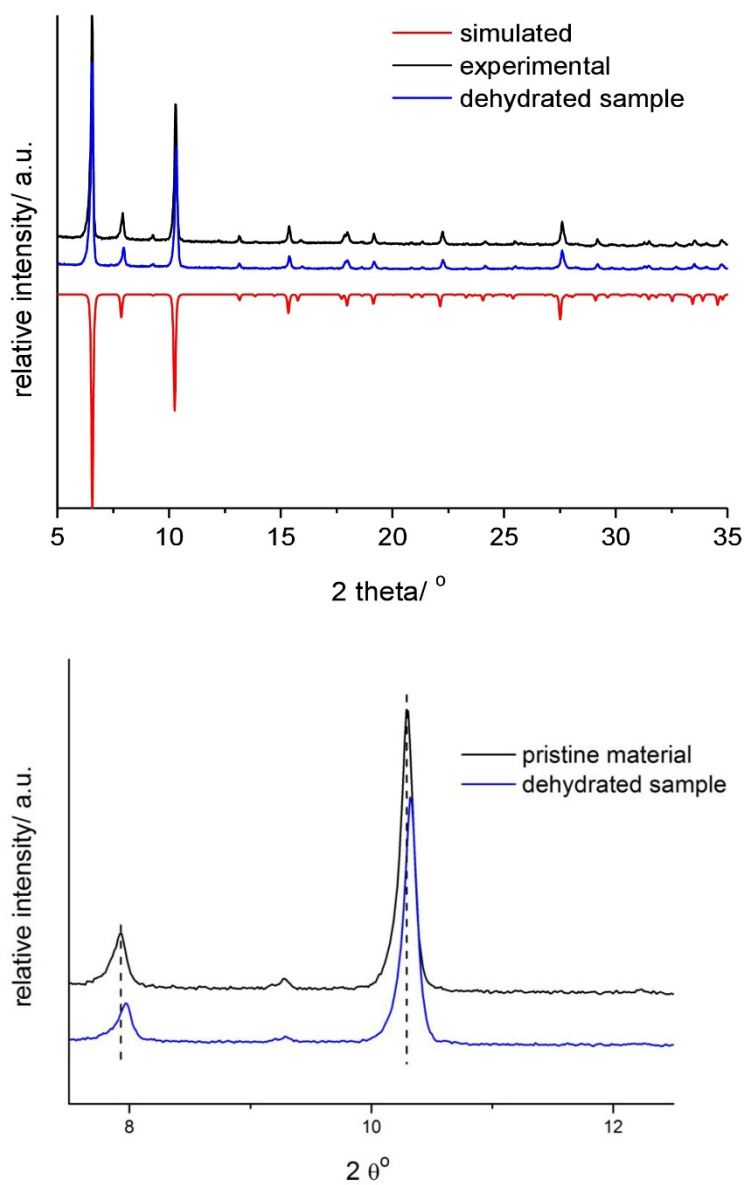 simulated
experimental
dehydrated sample
relative intensity/ a.u.
5 10 15 20 25 30 35
2 theta/ °
pristine material
dehydrated sample
relative intensity/ a.u.
8 10 12
2 θ°